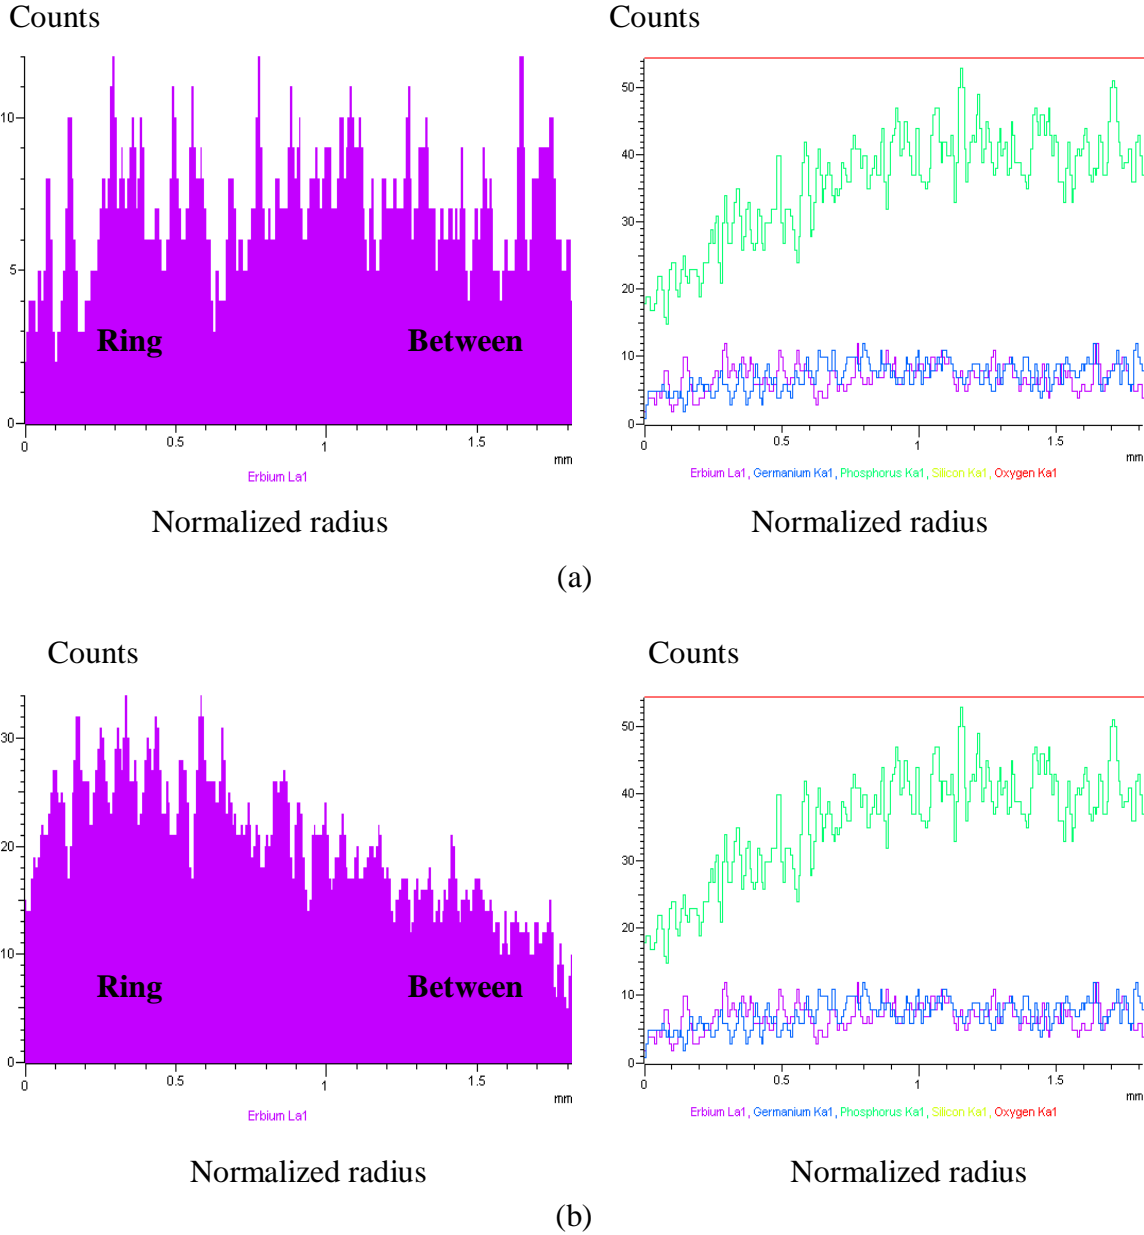 Counts
Counts
10
5
0
Ring
Between
0
0.5
1
1.5
mm
Erbium La1
50
40
30
20
10
0
0
0.5
1
1.5
mm
Erbium La1, Germanium Ka1, Phosphorus Ka1, Silicon Ka1, Oxygen Ka1
Normalized radius
Normalized radius
(a)
Counts
Counts
30
20
10
0
Ring
Between
0
0.5
1
1.5
mm
Erbium La1
50
40
30
20
10
0
0
0.5
1
1.5
mm
Erbium La1, Germanium Ka1, Phosphorus Ka1, Silicon Ka1, Oxygen Ka1
Normalized radius
Normalized radius
(b)